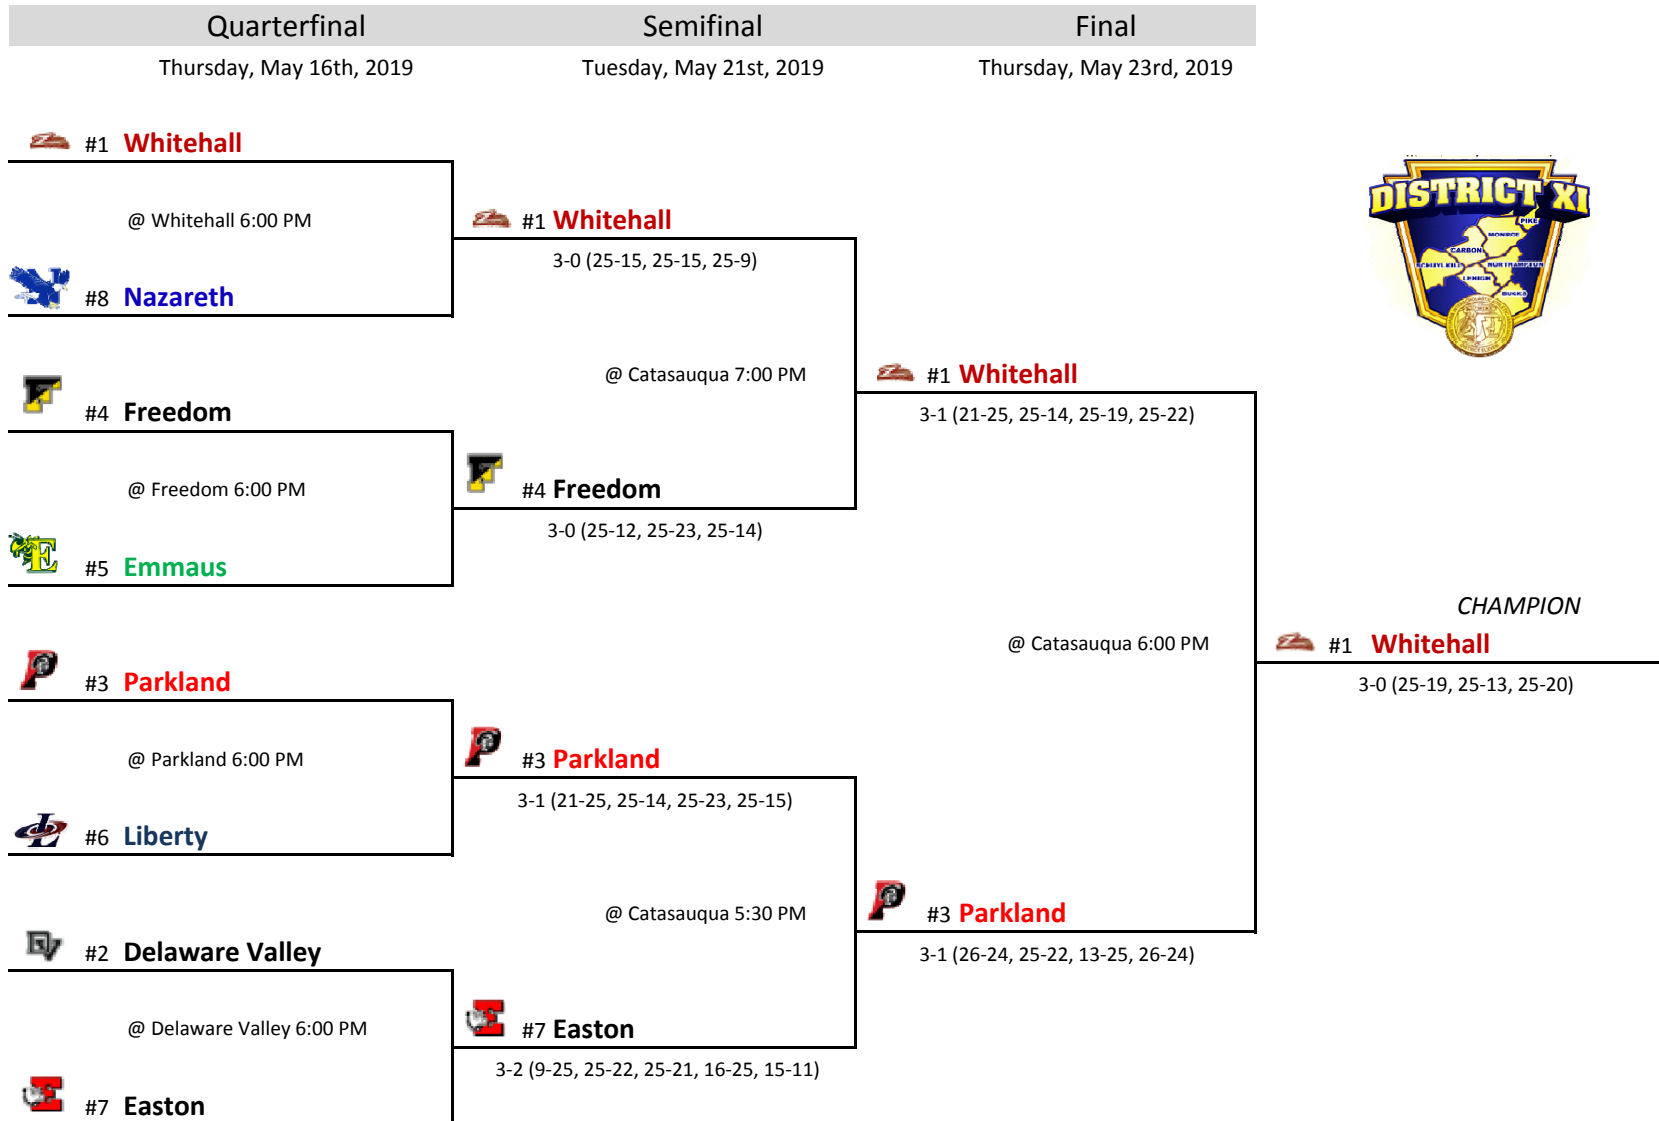 Quarterfinal Semifinal Final
Thursday, May 16th, 2019 Tuesday, May 21st, 2019 Thursday, May 23rd, 2019
#1 Whitehall
@ Whitehall 6:00 PM
#8 Nazareth
#4 Freedom
@ Freedom 6:00 PM
#5 Emmaus
#3 Parkland
@ Parkland 6:00 PM
#6 Liberty
#2 Delaware Valley
@ Delaware Valley 6:00 PM
#7 Easton
#1 Whitehall
3-0 (25-15, 25-15, 25-9)
@ Catasauqua 7:00 PM
#4 Freedom
3-0 (25-12, 25-23, 25-14)
#3 Parkland
3-1 (21-25, 25-14, 25-23, 25-15)
@ Catasauqua 5:30 PM
#7 Easton
3-2 (9-25, 25-22, 25-21, 16-25, 15-11)
#1 Whitehall
3-1 (21-25, 25-14, 25-19, 25-22)
@ Catasauqua 6:00 PM
#3 Parkland
3-1 (26-24, 25-22, 13-25, 26-24)
CHAMPION
#1 Whitehall
3-0 (25-19, 25-13, 25-20)
DISTRICT XI
PIKE
MONROE
CARBON
SCHUYLKILL
NORTHAMPTON
LEHIGH
BUCKS